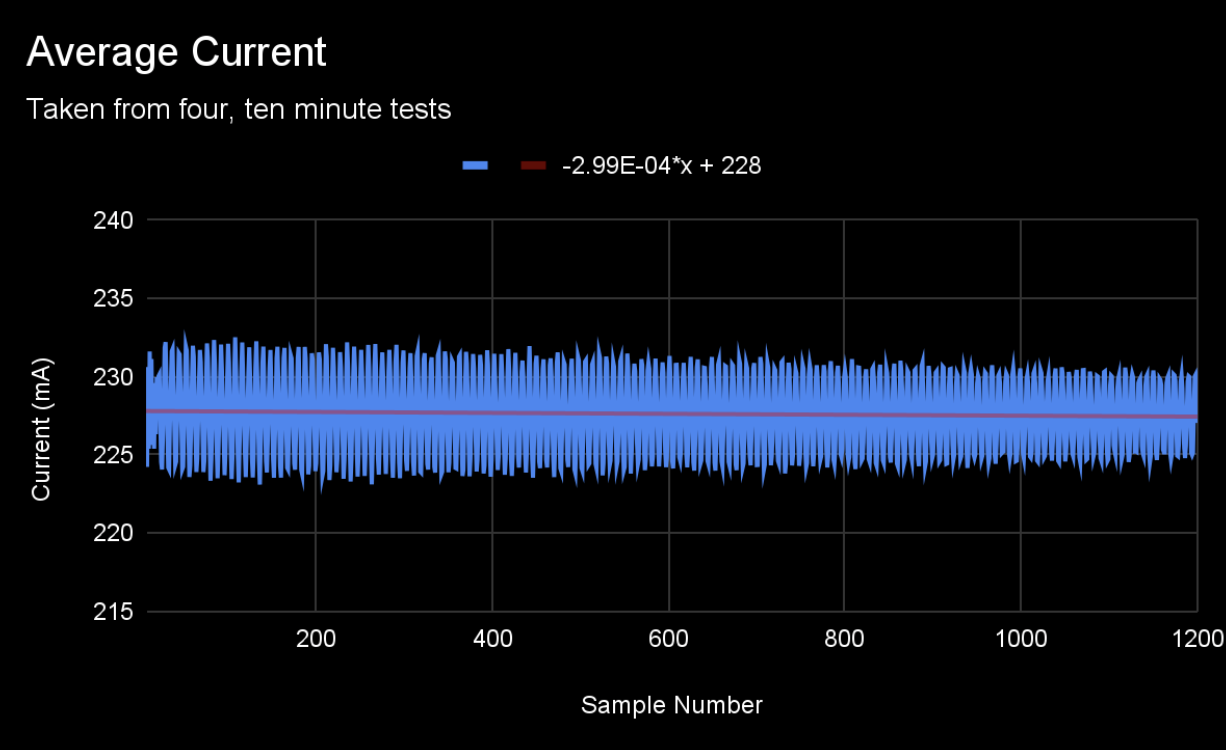 Average Current
Taken from four, ten minute tests
-2.99E-04*x + 228
240
235
230
225
220
215
Current (mA)
200 400 600 800 1000 1200
Sample Number